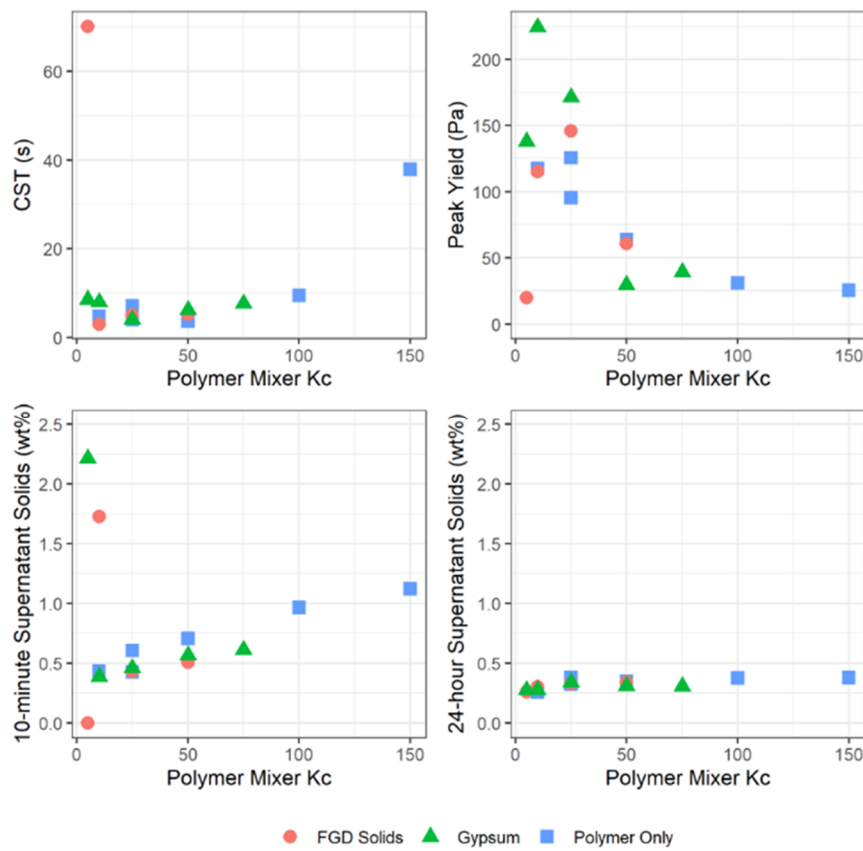 CST (s)
60
40
20
0
0 50 100 150
Polymer Mixer Kc
Peak Yield (Pa)
200
150
100
50
0
0 50 100 150
Polymer Mixer Kc
10-minute Supernatant Solids (wt%)
2.5
2.0
1.5
1.0
0.5
0.0
0 50 100 150
Polymer Mixer Kc
24-hour Supernatant Solids (wt%)
2.5
2.0
1.5
1.0
0.5
0.0
0 50 100 150
Polymer Mixer Kc
FGD Solids Gypsum Polymer Only